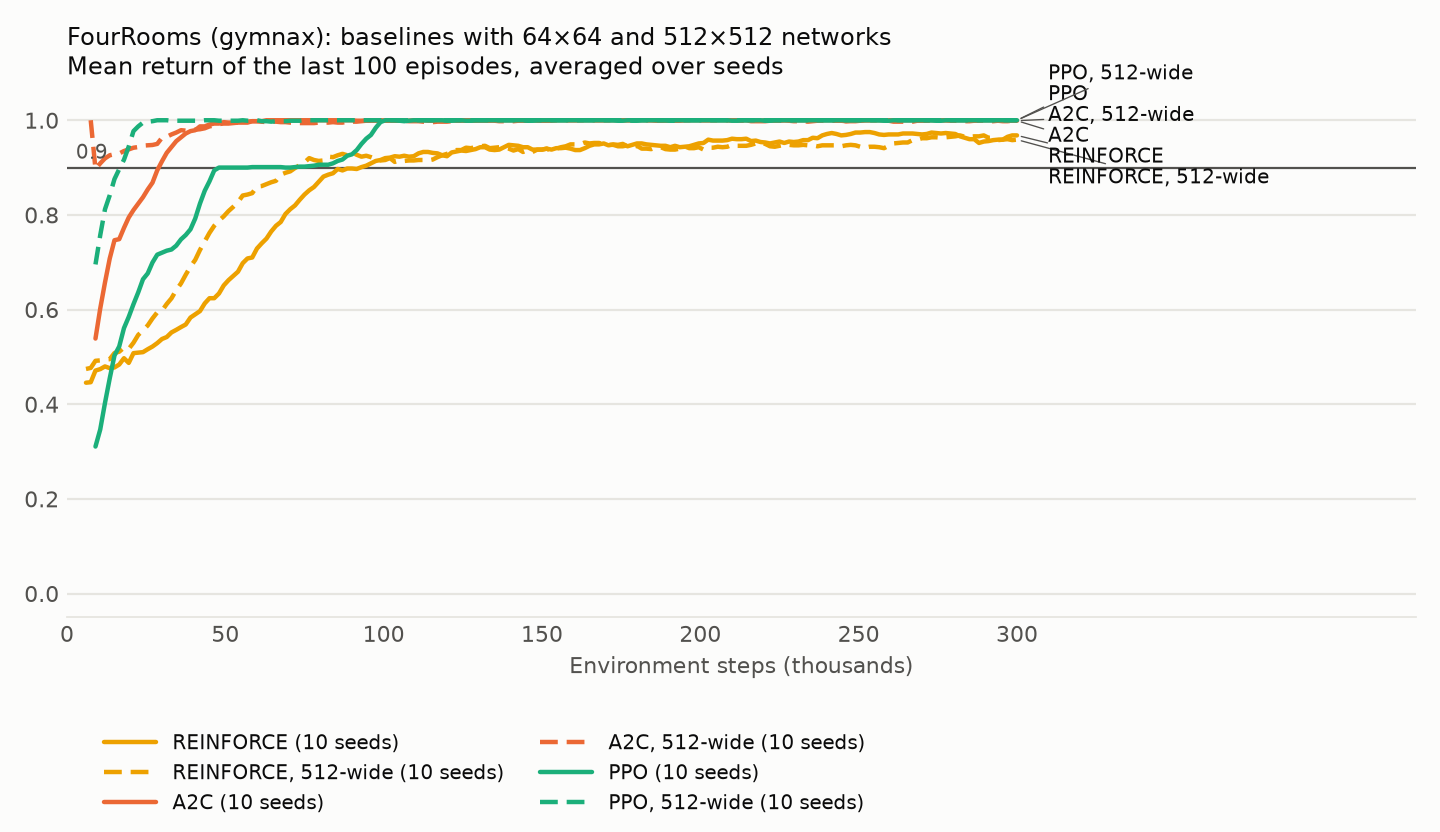 FourRooms (gymnax): baselines with 64×64 and 512×512 networks
Mean return of the last 100 episodes, averaged over seeds
PPO, 512-wide
PPO
A2C, 512-wide
A2C
REINFORCE
REINFORCE, 512-wide
1.0
0.9
0.8
0.6
0.4
0.2
0.0
0 50 100 150 200 250 300
Environment steps (thousands)
REINFORCE (10 seeds)
REINFORCE, 512-wide (10 seeds)
A2C (10 seeds)
A2C, 512-wide (10 seeds)
PPO (10 seeds)
PPO, 512-wide (10 seeds)